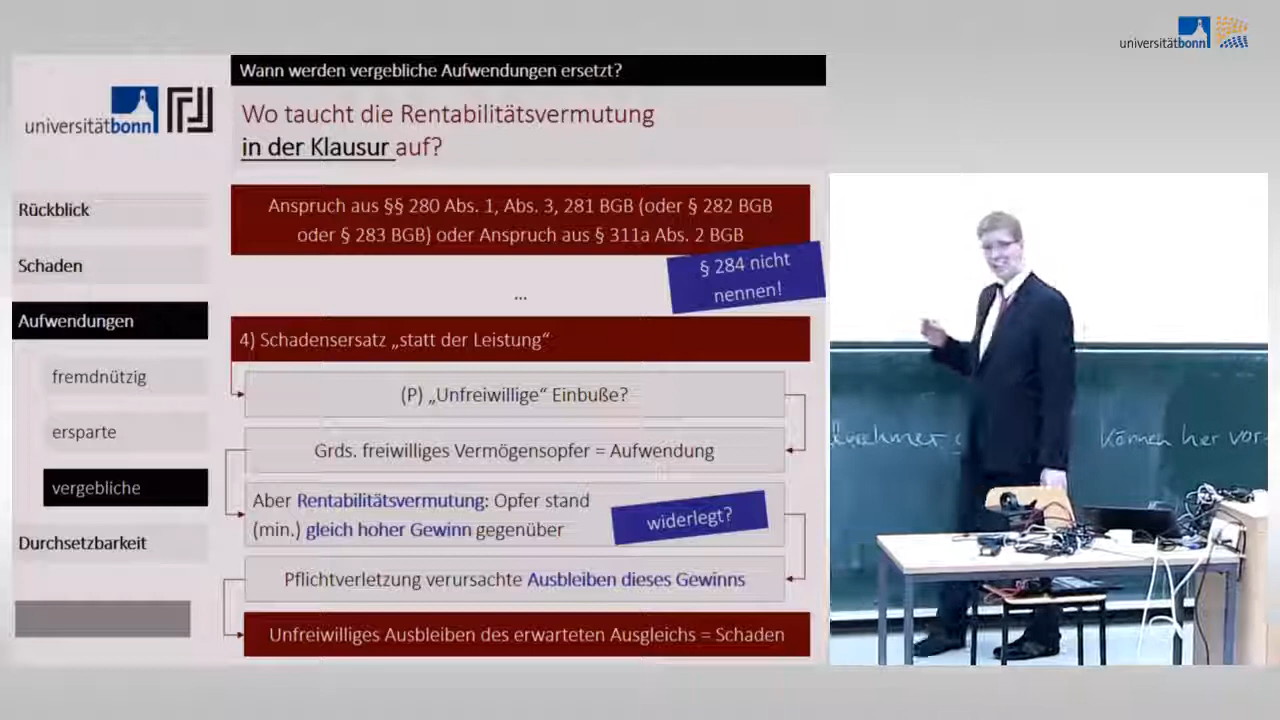 universitätbonn
Wann werden vergebliche Aufwendungen ersetzt?
universitätbonn
Wo taucht die Rentabilitätsvermutung
in der Klausur auf?
Rückblick
Schaden
Aufwendungen
fremdnützig
ersparte
vergebliche
Durchsetzbarkeit
Anspruch aus §§ 280 Abs. 1, Abs. 3, 281 BGB (oder § 282 BGB
oder § 283 BGB) oder Anspruch aus § 311a Abs. 2 BGB
§ 284 nicht
nennen!
...
4) Schadensersatz „statt der Leistung“
(P) „Unfreiwillige“ Einbuße?
Grds. freiwilliges Vermögensopfer = Aufwendung
Aber Rentabilitätsvermutung: Opfer stand
(min.) gleich hoher Gewinn gegenüber
widerlegt?
Pflichtverletzung verursachte Ausbleiben dieses Gewinns
Unfreiwilliges Ausbleiben des erwarteten Ausgleichs = Schaden
können her vor-